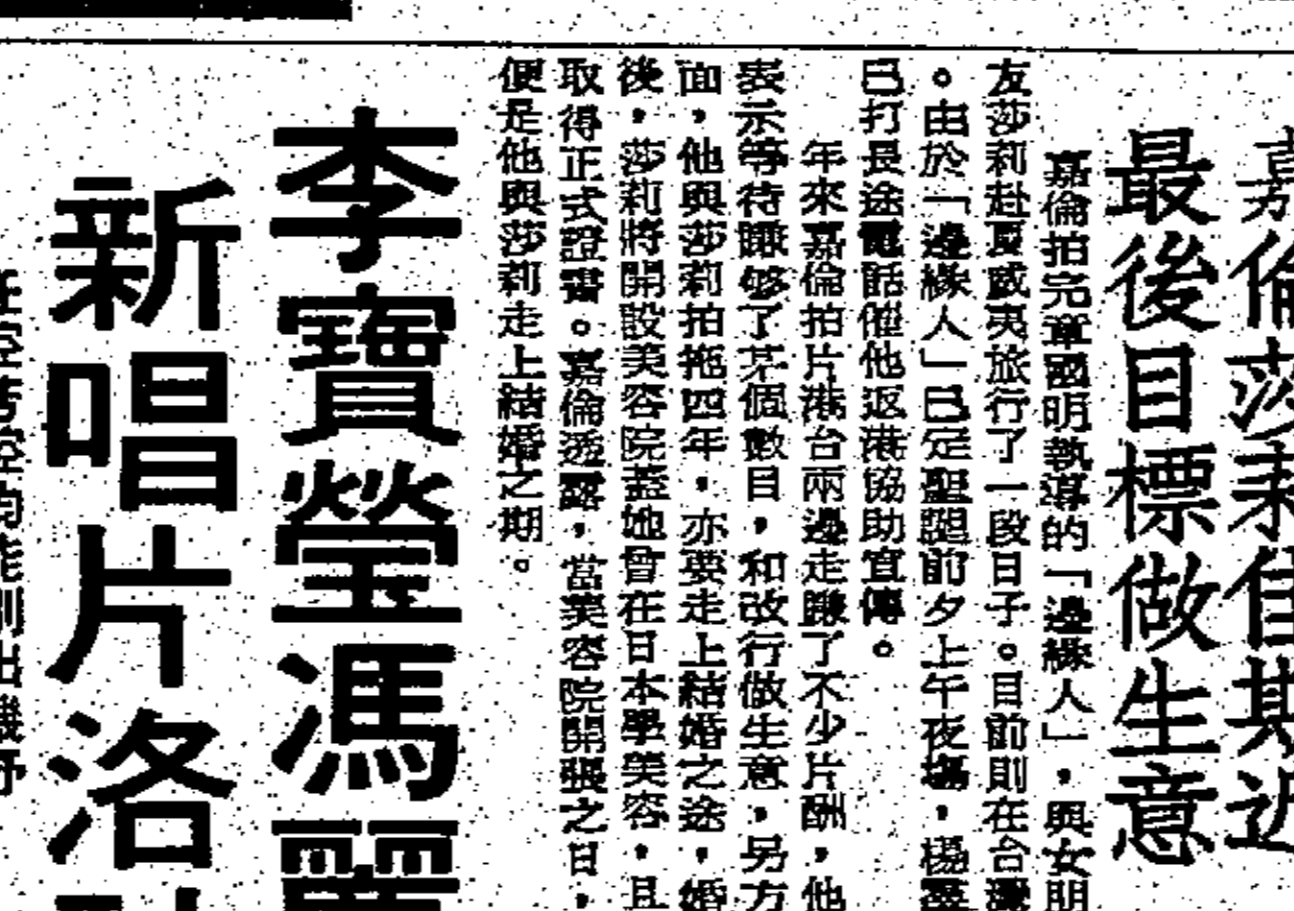 嘉倫莎莉佳期近
最後目標做生意
嘉倫拍完章國明執導的「邊緣人」，與女朋
友莎莉赴夏威夷旅行了一段日子。目前則在台灣
。由於「邊緣人」已定聖誕前夕上午夜場，楊羣
已打長途電話催他返港協助宣傳。
年來嘉倫拍片港台兩邊走賺了不少片酬，他
表示等待賺够了某個數目，和改行做生意，另方
面，他與莎莉拍拖四年，亦要走上結婚之途，婚
後，莎莉將開設美容院蓋她曾在日本學美容，且
取得正式證書。嘉倫透露，當美容院開張之日，
便是他與莎莉走上結婚之期。
李寶瑩馮麗
新唱片洛